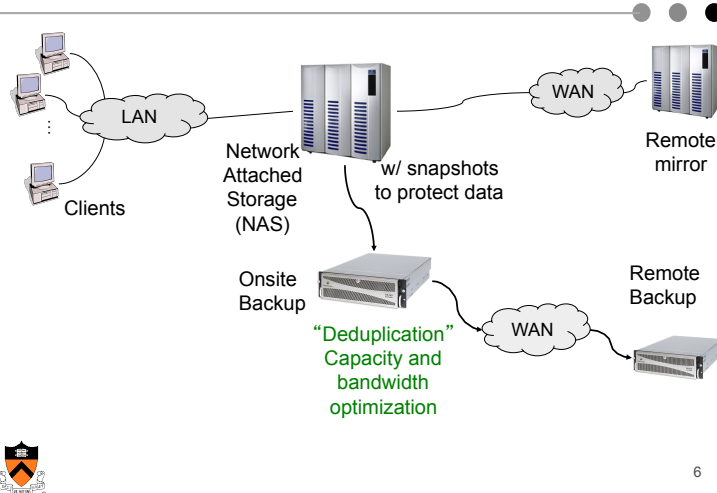 LAN
WAN
Network
Attached
Storage
(NAS)
w/ snapshots
to protect data
Remote
mirror
Clients
Onsite
Backup
“Deduplication”
Capacity and
bandwidth
optimization
WAN
Remote
Backup
6